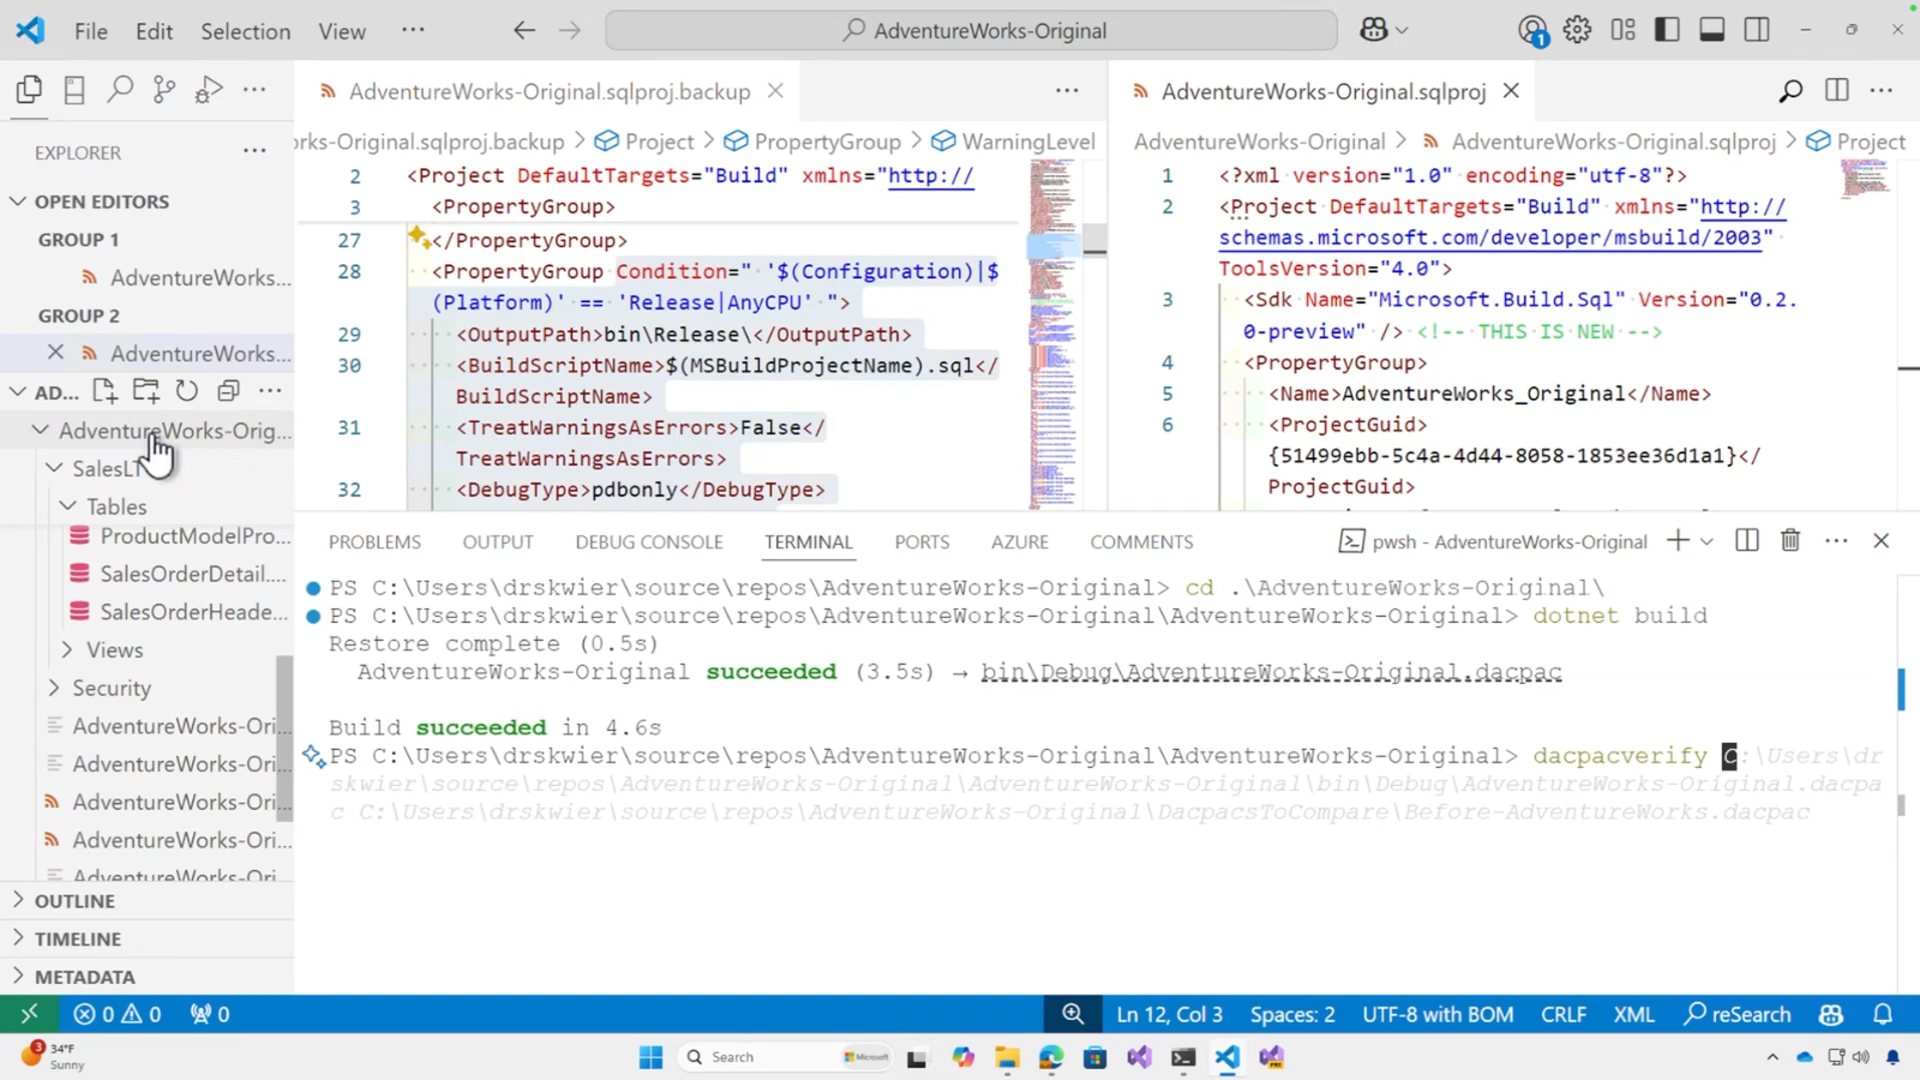 File Edit Selection View ··· AdventureWorks-Original 1
EXPLORER
OPEN EDITORS
GROUP 1
AdventureWorks...
GROUP 2
AdventureWorks...
AD...
AdventureWorks-Orig...
SalesLT
Tables
ProductModelPro...
SalesOrderDetail....
SalesOrderHeade...
Views
Security
AdventureWorks-Ori...
AdventureWorks-Ori...
AdventureWorks-Ori...
AdventureWorks-Ori...
AdventureWorks-Ori...
OUTLINE
TIMELINE
METADATA
AdventureWorks-Original.sqlproj.backup
rks-Original.sqlproj.backup > Project > PropertyGroup > WarningLevel
2 <Project DefaultTargets="Build" xmlns="http://
3 <PropertyGroup>
27 </PropertyGroup>
28 <PropertyGroup Condition=" '$(Configuration)|$
(Platform)' == 'Release|AnyCPU' ">
29 <OutputPath>bin\Release\</OutputPath>
30 <BuildScriptName>$(MSBuildProjectName).sql</
BuildScriptName>
31 <TreatWarningsAsErrors>False</
TreatWarningsAsErrors>
32 <DebugType>pdbonly</DebugType>
AdventureWorks-Original.sqlproj
AdventureWorks-Original > AdventureWorks-Original.sqlproj > Project
1 <?xml version="1.0" encoding="utf-8"?>
2 <Project DefaultTargets="Build" xmlns="http://
schemas.microsoft.com/developer/msbuild/2003"
ToolsVersion="4.0">
3 <Sdk Name="Microsoft.Build.Sql" Version="0.2.
0-preview" /> <!-- THIS IS NEW -->
4 <PropertyGroup>
5 <Name>AdventureWorks_Original</Name>
6 <ProjectGuid>
{51499ebb-5c4a-4d44-8058-1853ee36d1a1}</
ProjectGuid>
PROBLEMS OUTPUT DEBUG CONSOLE TERMINAL PORTS AZURE COMMENTS pwsh - AdventureWorks-Original
PS C:\Users\drskwier\source\repos\AdventureWorks-Original> cd .\AdventureWorks-Original\
PS C:\Users\drskwier\source\repos\AdventureWorks-Original\AdventureWorks-Original> dotnet build
Restore complete (0.5s)
AdventureWorks-Original succeeded (3.5s) → bin\Debug\AdventureWorks-Original.dacpac
Build succeeded in 4.6s
PS C:\Users\drskwier\source\repos\AdventureWorks-Original\AdventureWorks-Original> dacpacverify C:\Users\dr
skwier\source\repos\AdventureWorks-Original\AdventureWorks-Original\bin\Debug\AdventureWorks-Original.dacpa
c C:\Users\drskwier\source\repos\AdventureWorks-Original\DacpacsToCompare\Before-AdventureWorks.dacpac
0 0 0 Ln 12, Col 3 Spaces: 2 UTF-8 with BOM CRLF XML reSearch
3 34°F
Sunny
Search Microsoft